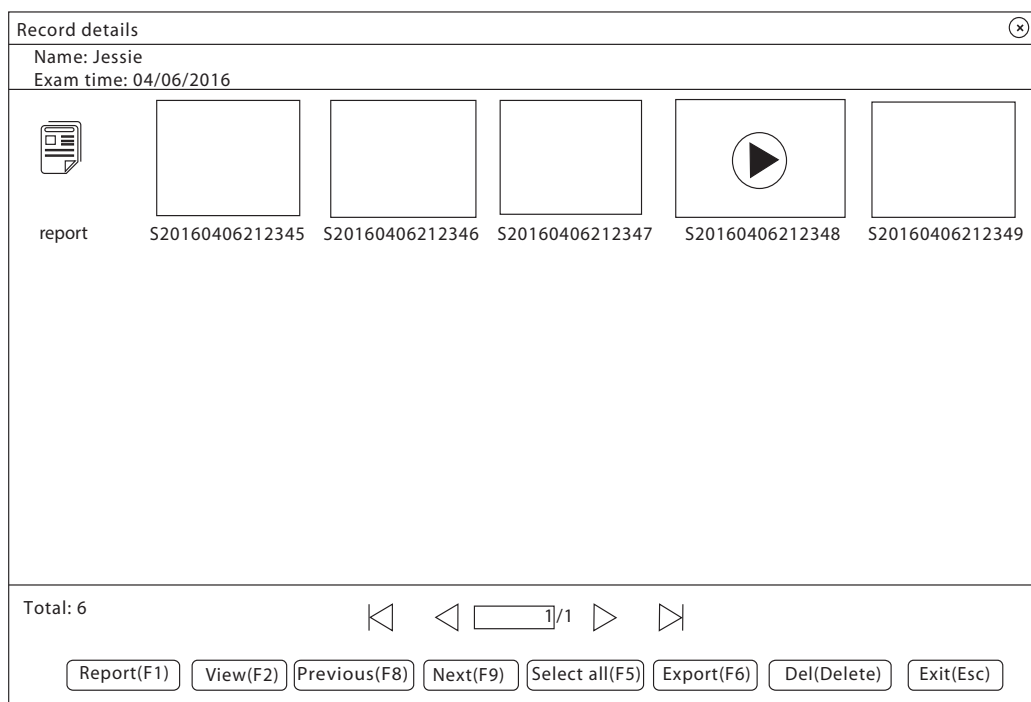 Record details
Name: Jessie
Exam time: 04/06/2016
report
S20160406212345
S20160406212346
S20160406212347
S20160406212348
S20160406212349
Total: 6
1/1
Report(F1)
View(F2)
Previous(F8)
Next(F9)
Select all(F5)
Export(F6)
Del(Delete)
Exit(Esc)